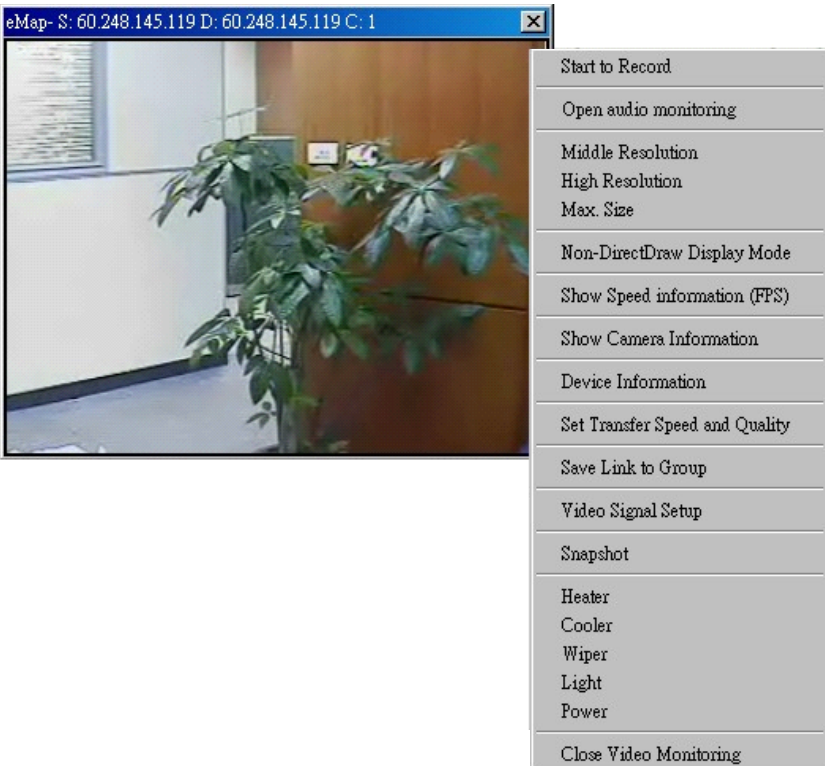 eMap- S: 60.248.145.119 D: 60.248.145.119 C: 1
Start to Record
Open audio monitoring
Middle Resolution
High Resolution
Max. Size
Non-DirectDraw Display Mode
Show Speed information (FPS)
Show Camera Information
Device Information
Set Transfer Speed and Quality
Save Link to Group
Video Signal Setup
Snapshot
Heater
Cooler
Wiper
Light
Power
Close Video Monitoring